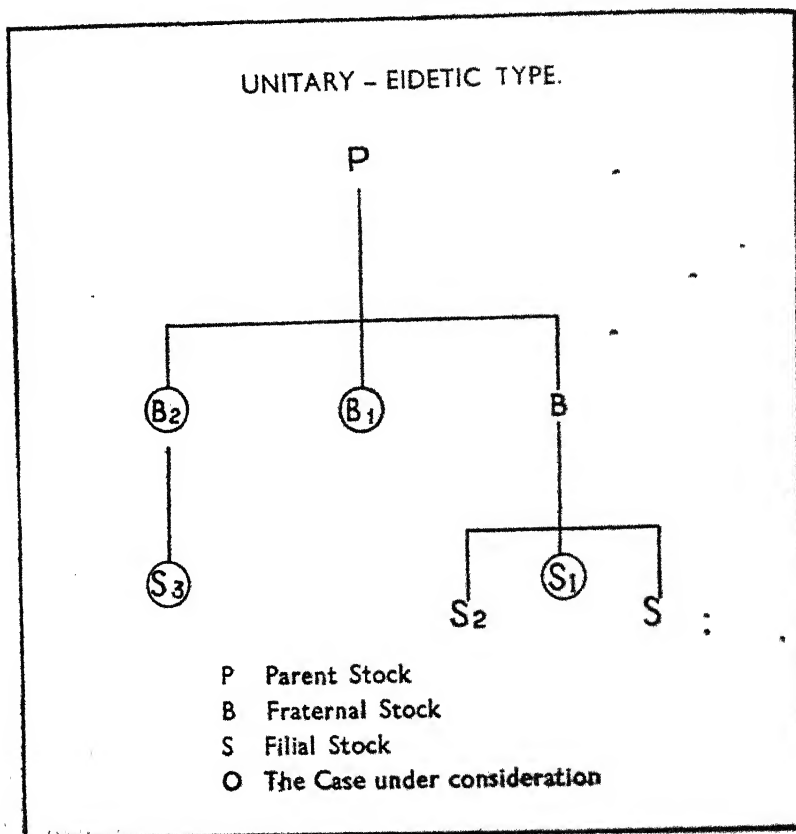 UNITARY – EIDETIC TYPE.
P
B2 B1 B
S3 S2 S1 S
P Parent Stock
B Fraternal Stock
S Filial Stock
O The Case under consideration